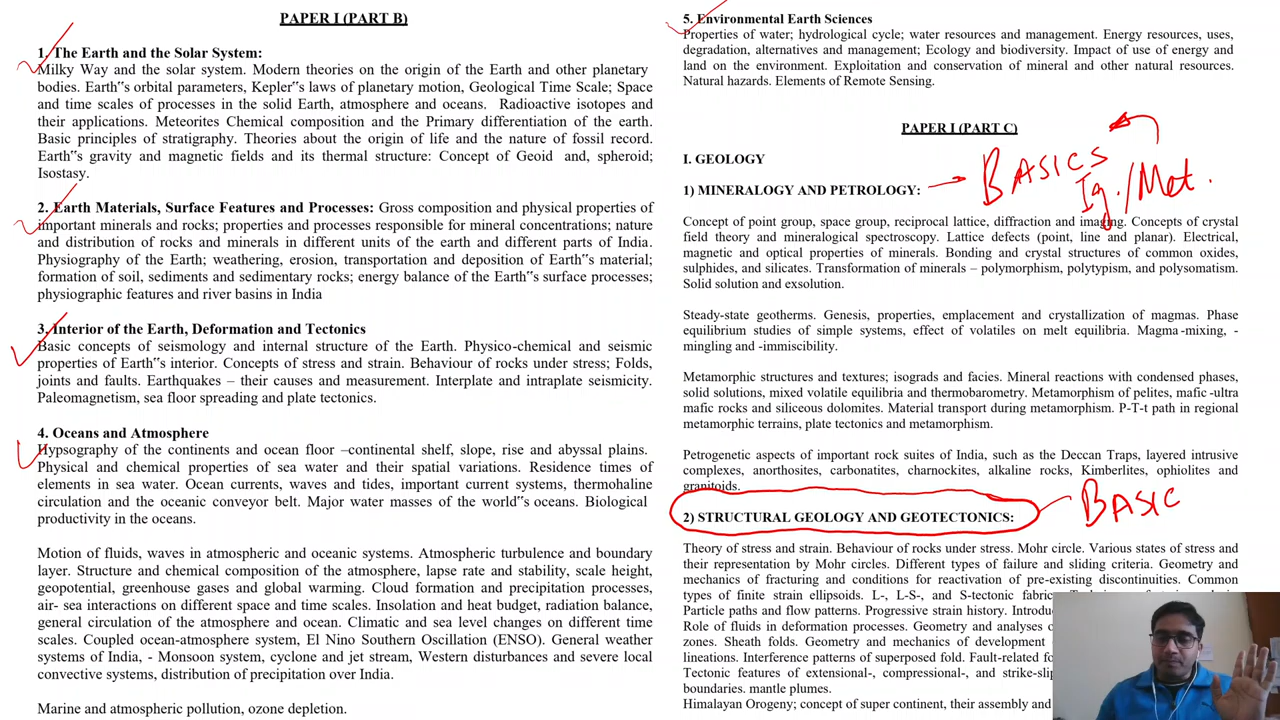 PAPER I (PART B)
1. The Earth and the Solar System:
Milky Way and the solar system. Modern theories on the origin of the Earth and other planetary
bodies. Earth‟s orbital parameters, Kepler‟s laws of planetary motion, Geological Time Scale; Space
and time scales of processes in the solid Earth, atmosphere and oceans. Radioactive isotopes and
their applications. Meteorites Chemical composition and the Primary differentiation of the earth.
Basic principles of stratigraphy. Theories about the origin of life and the nature of fossil record.
Earth‟s gravity and magnetic fields and its thermal structure: Concept of Geoid and, spheroid;
Isostasy.
2. Earth Materials, Surface Features and Processes: Gross composition and physical properties of
important minerals and rocks; properties and processes responsible for mineral concentrations; nature
and distribution of rocks and minerals in different units of the earth and different parts of India.
Physiography of the Earth; weathering, erosion, transportation and deposition of Earth‟s material;
formation of soil, sediments and sedimentary rocks; energy balance of the Earth‟s surface processes;
physiographic features and river basins in India
3. Interior of the Earth, Deformation and Tectonics
Basic concepts of seismology and internal structure of the Earth. Physico-chemical and seismic
properties of Earth‟s interior. Concepts of stress and strain. Behaviour of rocks under stress; Folds,
joints and faults. Earthquakes – their causes and measurement. Interplate and intraplate seismicity.
Paleomagnetism, sea floor spreading and plate tectonics.
4. Oceans and Atmosphere
Hypsography of the continents and ocean floor –continental shelf, slope, rise and abyssal plains.
Physical and chemical properties of sea water and their spatial variations. Residence times of
elements in sea water. Ocean currents, waves and tides, important current systems, thermohaline
circulation and the oceanic conveyor belt. Major water masses of the world‟s oceans. Biological
productivity in the oceans.
Motion of fluids, waves in atmospheric and oceanic systems. Atmospheric turbulence and boundary
layer. Structure and chemical composition of the atmosphere, lapse rate and stability, scale height,
geopotential, greenhouse gases and global warming. Cloud formation and precipitation processes,
air- sea interactions on different space and time scales. Insolation and heat budget, radiation balance,
general circulation of the atmosphere and ocean. Climatic and sea level changes on different time
scales. Coupled ocean-atmosphere system, El Nino Southern Oscillation (ENSO). General weather
systems of India, - Monsoon system, cyclone and jet stream, Western disturbances and severe local
convective systems, distribution of precipitation over India.
Marine and atmospheric pollution, ozone depletion.
5. Environmental Earth Sciences
Properties of water; hydrological cycle; water resources and management. Energy resources, uses,
degradation, alternatives and management; Ecology and biodiversity. Impact of use of energy and
land on the environment. Exploitation and conservation of mineral and other natural resources.
Natural hazards. Elements of Remote Sensing.
PAPER I (PART C)
I. GEOLOGY
BASICS
1) MINERALOGY AND PETROLOGY:
Ig./Met.
Concept of point group, space group, reciprocal lattice, diffraction and imaging. Concepts of crystal
field theory and mineralogical spectroscopy. Lattice defects (point, line and planar). Electrical,
magnetic and optical properties of minerals. Bonding and crystal structures of common oxides,
sulphides, and silicates. Transformation of minerals – polymorphism, polytypism, and polysomatism.
Solid solution and exsolution.
Steady-state geotherms. Genesis, properties, emplacement and crystallization of magmas. Phase
equilibrium studies of simple systems, effect of volatiles on melt equilibria. Magma -mixing, -
mingling and -immiscibility.
Metamorphic structures and textures; isograds and facies. Mineral reactions with condensed phases,
solid solutions, mixed volatile equilibria and thermobarometry. Metamorphism of pelites, mafic -ultra
mafic rocks and siliceous dolomites. Material transport during metamorphism. P-T-t path in regional
metamorphic terrains, plate tectonics and metamorphism.
Petrogenetic aspects of important rock suites of India, such as the Deccan Traps, layered intrusive
complexes, anorthosites, carbonatites, charnockites, alkaline rocks, Kimberlites, ophiolites and
granitoids.
BASIC
2) STRUCTURAL GEOLOGY AND GEOTECTONICS:
Theory of stress and strain. Behaviour of rocks under stress. Mohr circle. Various states of stress and
their representation by Mohr circles. Different types of failure and sliding criteria. Geometry and
mechanics of fracturing and conditions for reactivation of pre-existing discontinuities. Common
types of finite strain ellipsoids. L-, L-S-, and S-tectonic
Particle paths and flow patterns. Progressive strain history.
Role of fluids in deformation processes. Geometry and analyses
zones. Sheath folds. Geometry and mechanics of development
lineations. Interference patterns of superposed fold. Fault-related
Tectonic features of extensional-, compressional-, and
boundaries. mantle plumes.
Himalayan Orogeny; concept of super continent, their assembly and